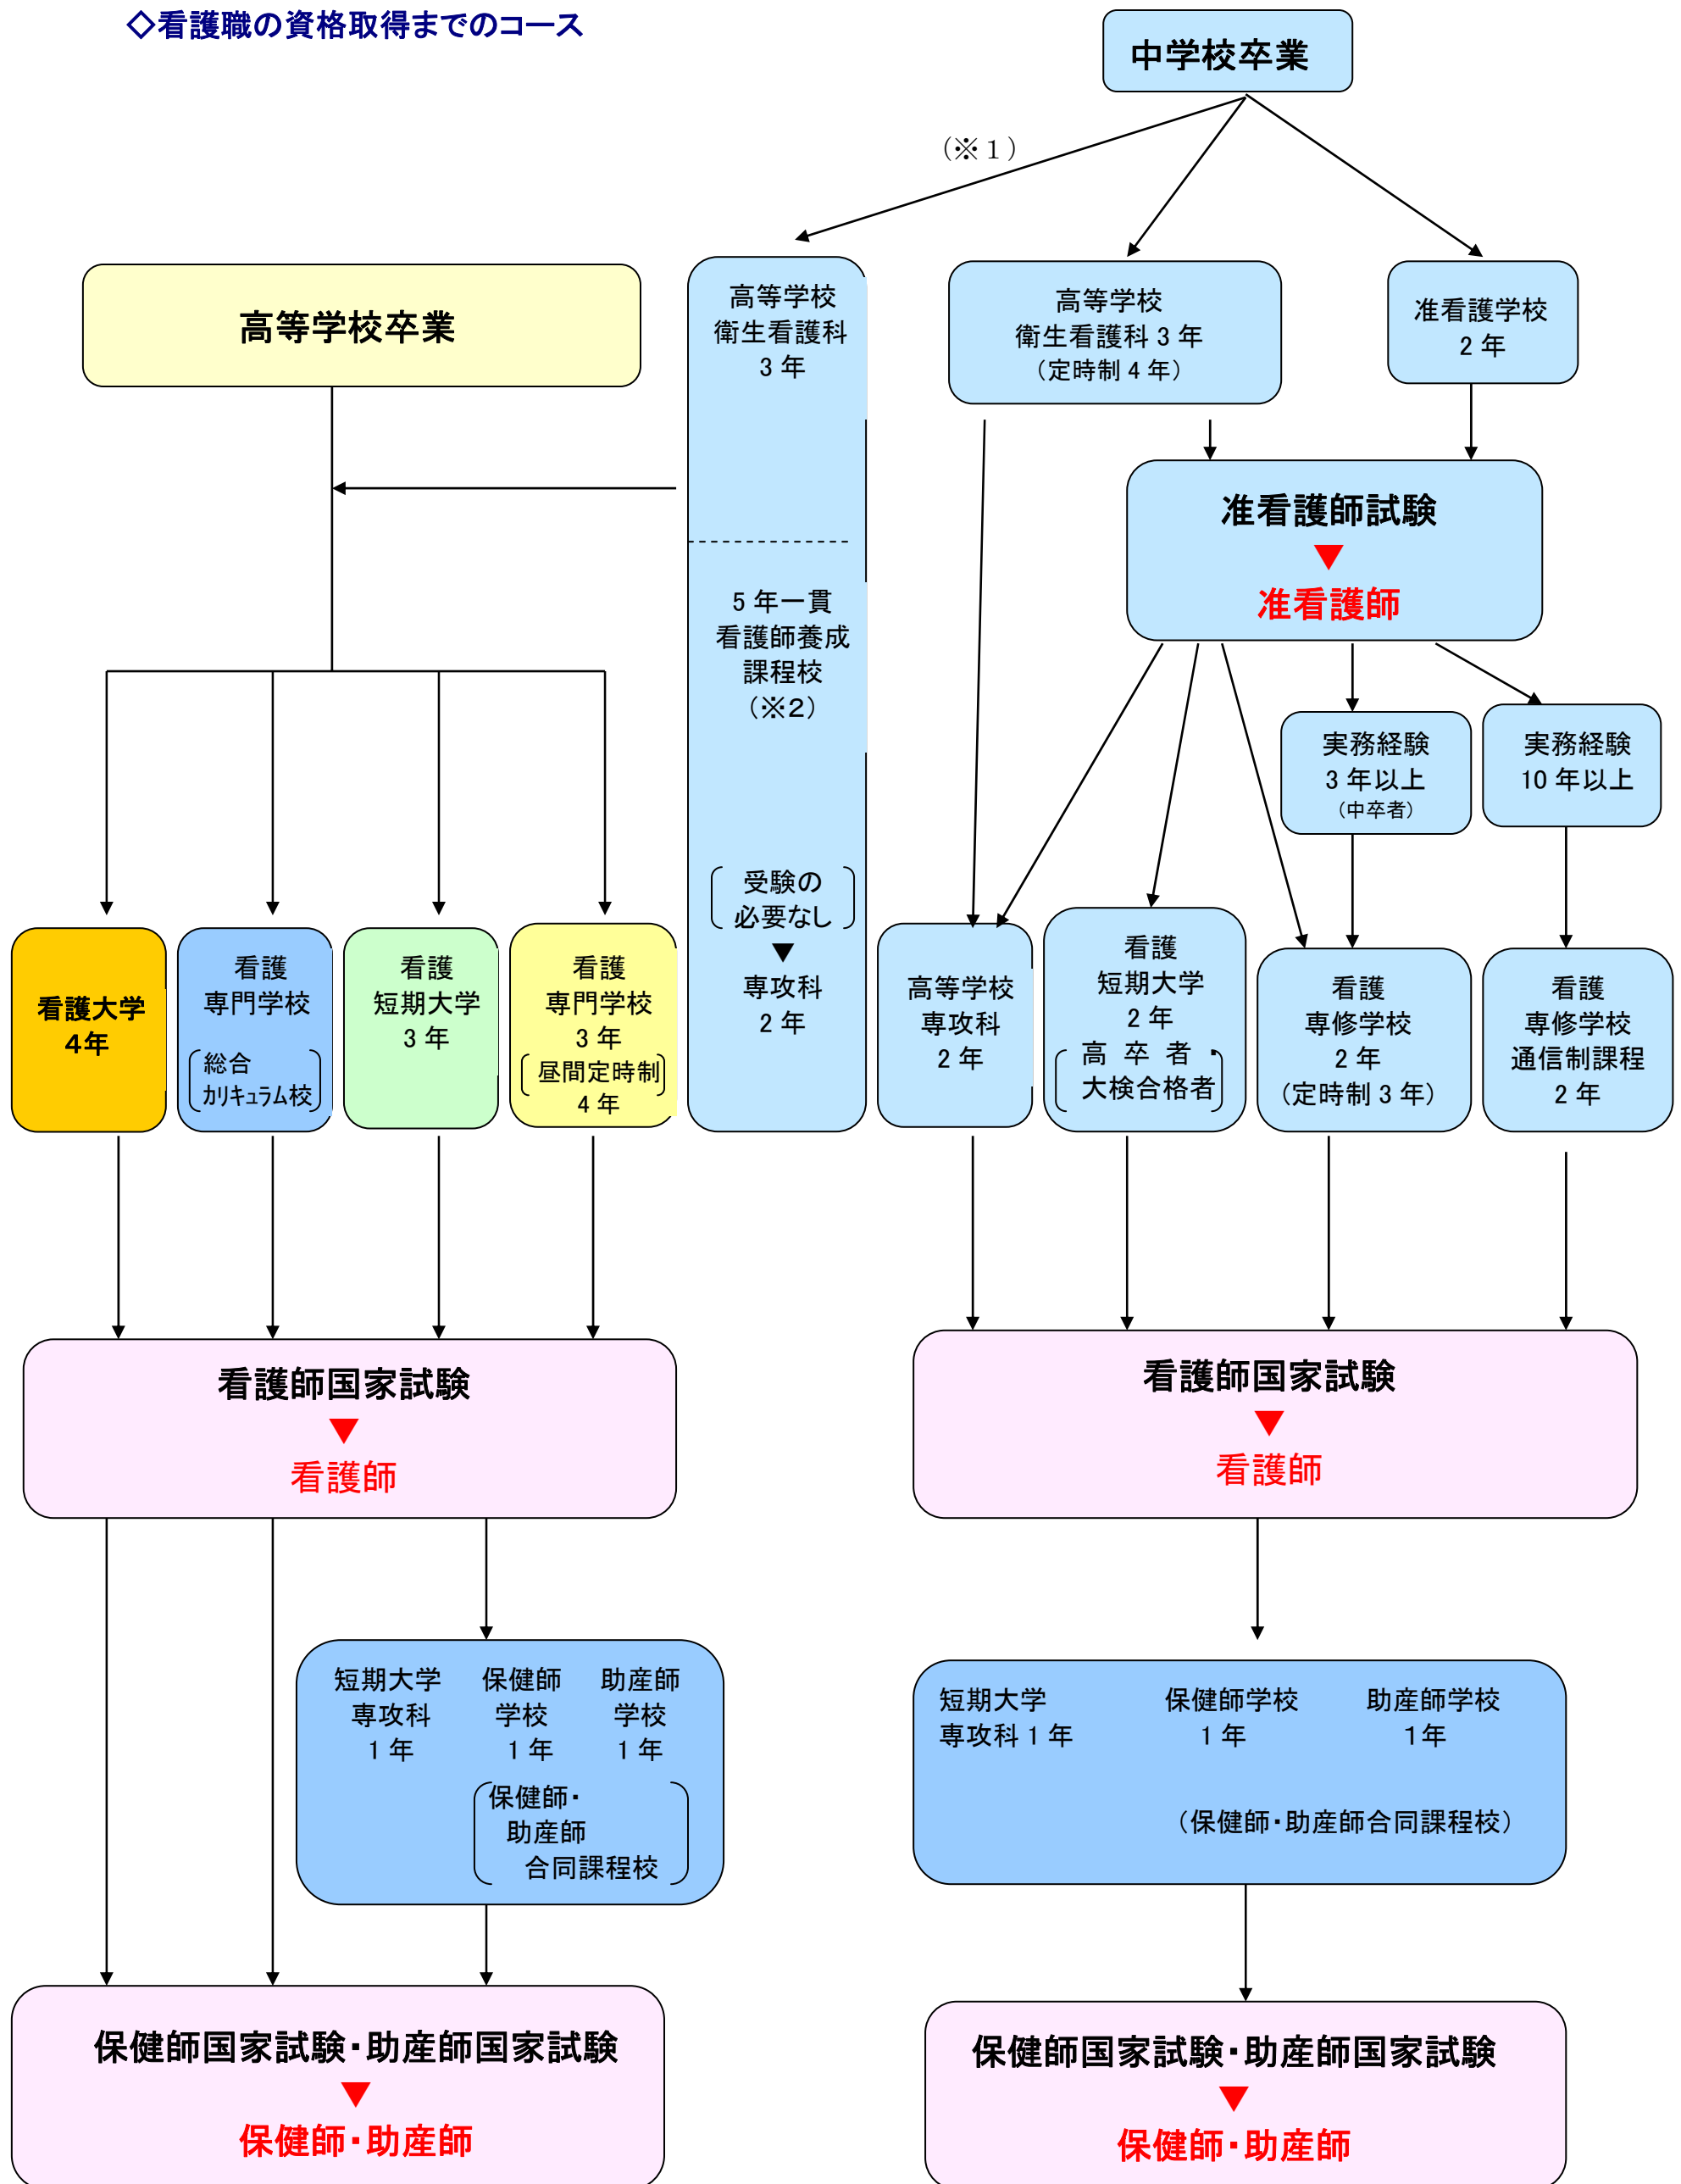 ◇看護職の資格取得までのコース
中学校卒業
（※１）
高等学校卒業
高等学校
衛生看護科
3 年
高等学校
衛生看護科 3 年
（定時制 4 年）
准看護学校
2 年
准看護師試験
▼
准看護師
5 年一貫
看護師養成
課程校
（※２）
実務経験
3 年以上
（中卒者）
実務経験
10 年以上
受験の
必要なし
▼
専攻科
2 年
看護大学
４年
看護
専門学校
総合
ｶﾘｷｭﾗﾑ校
看護
短期大学
3 年
看護
専門学校
3 年
昼間定時制
4 年
高等学校
専攻科
2 年
看護
短期大学
2 年
高 卒 者 ・
大検合格者
看護
専修学校
2 年
（定時制 3 年）
看護
専修学校
通信制課程
2 年
看護師国家試験
▼
看護師
看護師国家試験
▼
看護師
短期大学
専攻科
1 年
保健師
学校
1 年
助産師
学校
1 年
保健師・
助産師
合同課程校
短期大学
専攻科 1 年
保健師学校
1 年
助産師学校
１年
（保健師・助産師合同課程校）
保健師国家試験・助産師国家試験
▼
保健師・助産師
保健師国家試験・助産師国家試験
▼
保健師・助産師